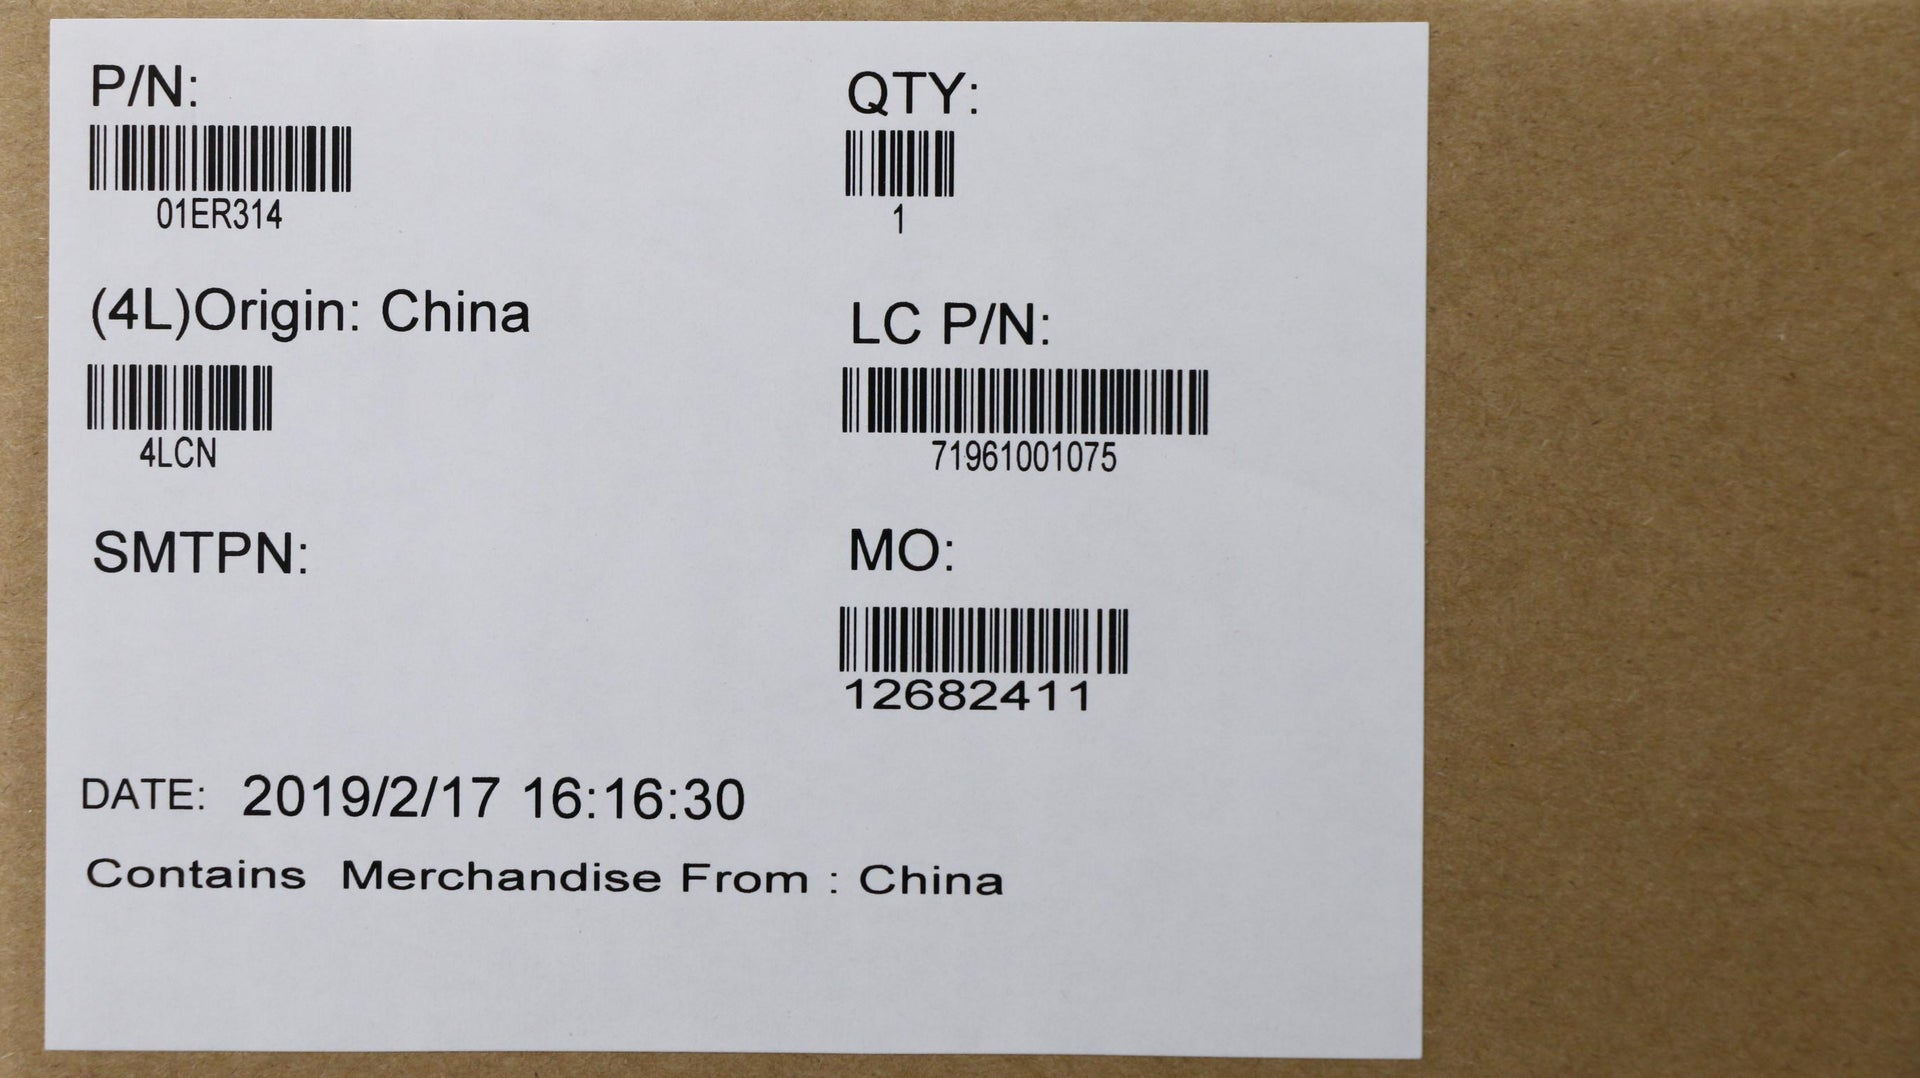 P/N:
01ER314
QTY:
1
(4L)Origin: China
4LCN
LC P/N:
71961001075
SMTPN:
MO:
12682411
DATE: 2019/2/17 16:16:30
Contains Merchandise From : China